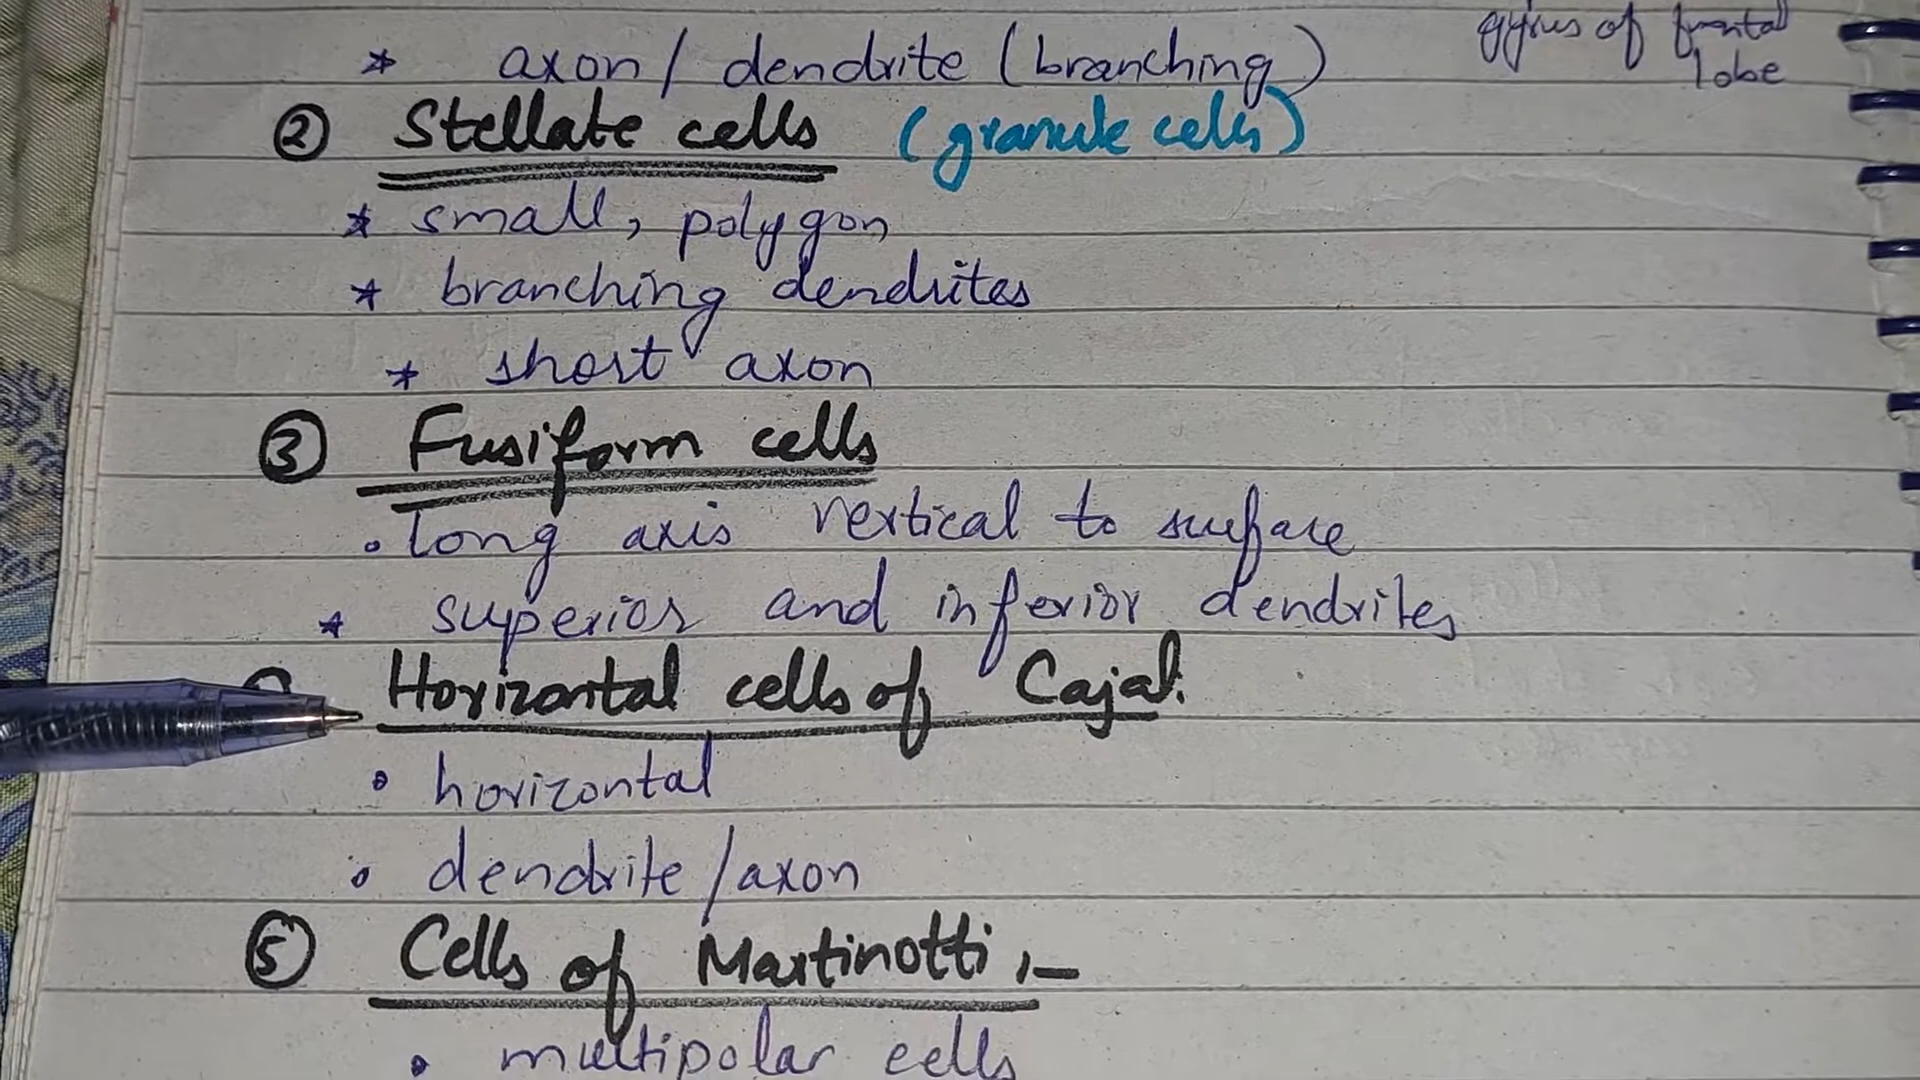 gyrus of frontal
lobe
* axon / dendrite (branching)
② Stellate cells (granule cells)
* small, polygon
* branching dendrites
* short axon
③ Fusiform cells
• long axis vertical to surface
* superior and inferior dendrites
Horizontal cells of Cajal:
• horizontal
• dendrite / axon
⑤ Cells of Martinotti :-
• multipolar cells